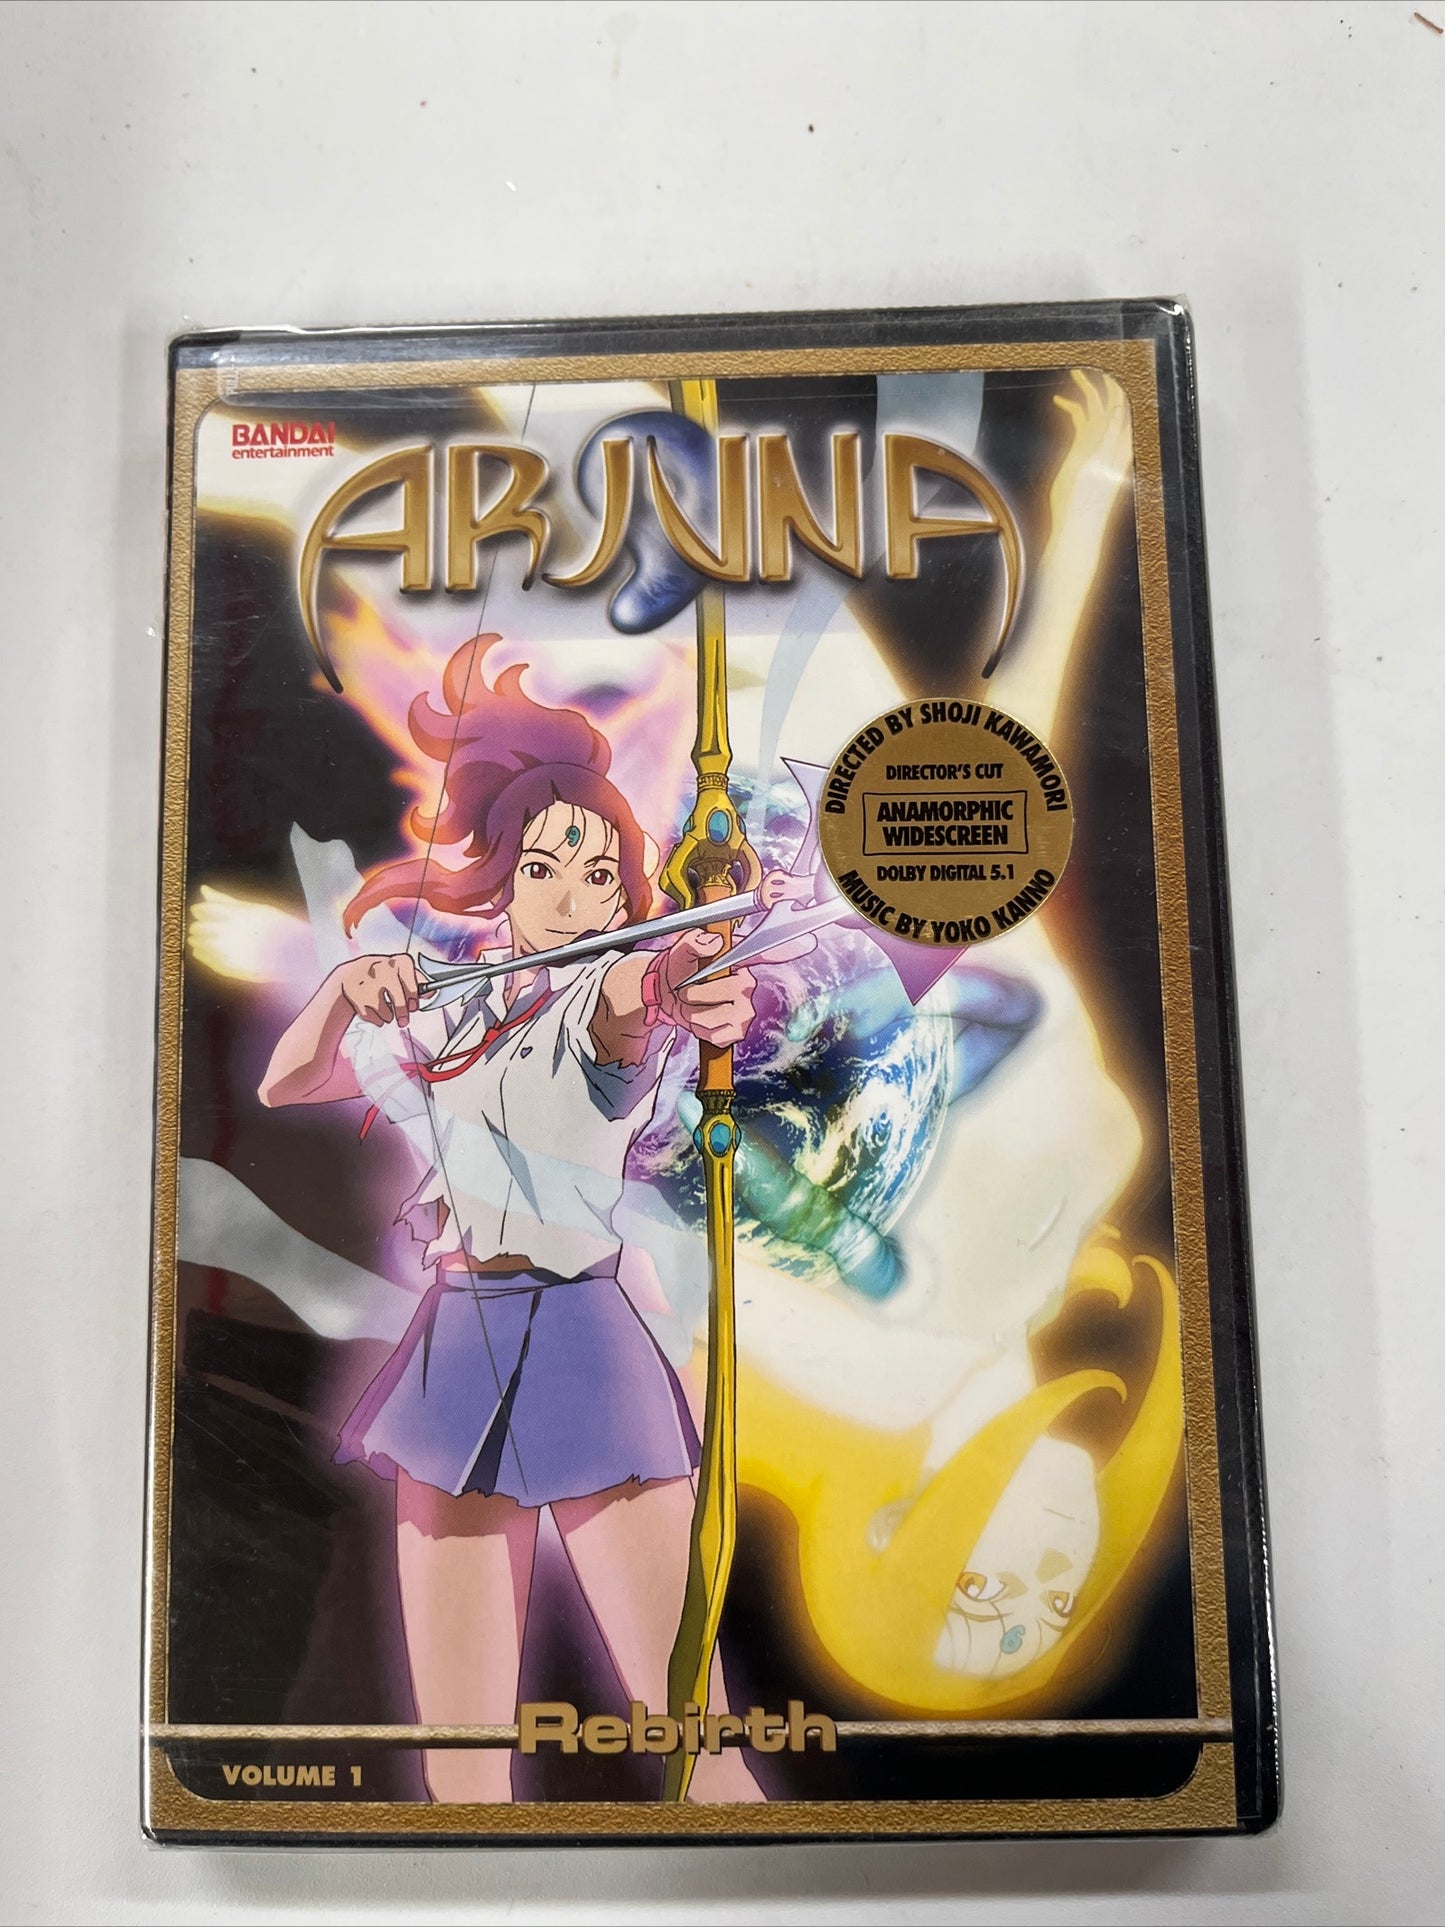 BANDAI
entertainment
ARJUNA
DIRECTED BY SHOJI KAWAMORI
DIRECTOR'S CUT
ANAMORPHIC
WIDESCREEN
DOLBY DIGITAL 5.1
MUSIC BY YOKO KANNO
Rebirth
VOLUME 1